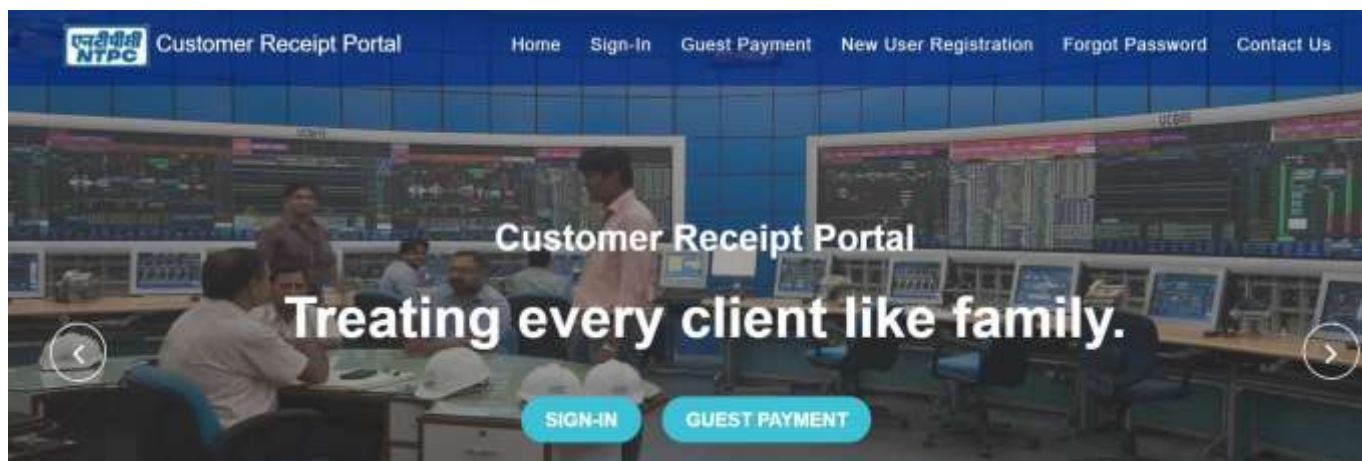 एनटीपीसी
NTPC
Customer Receipt Portal
Home Sign-In Guest Payment New User Registration Forgot Password Contact Us
Customer Receipt Portal
Treating every client like family.
SIGN-IN GUEST PAYMENT